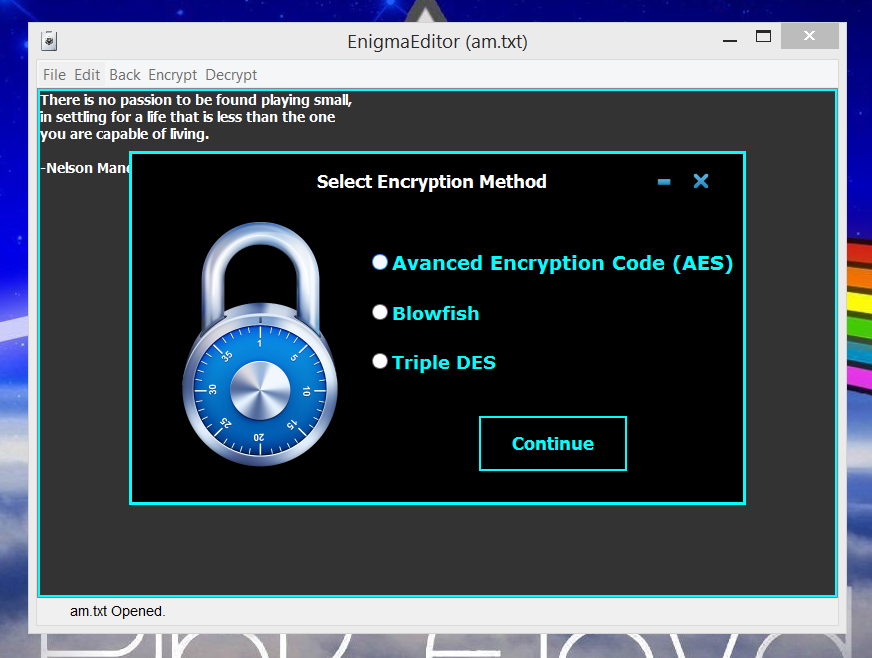 EnigmaEditor (am.txt)
File Edit Back Encrypt Decrypt
There is no passion to be found playing small,
in settling for a life that is less than the one
you are capable of living.
-Nelson
Select Encryption Method
Avanced Encryption Code (AES)
Blowfish
Triple DES
1
5
10
15
20
25
30
35
Continue
am.txt Opened.